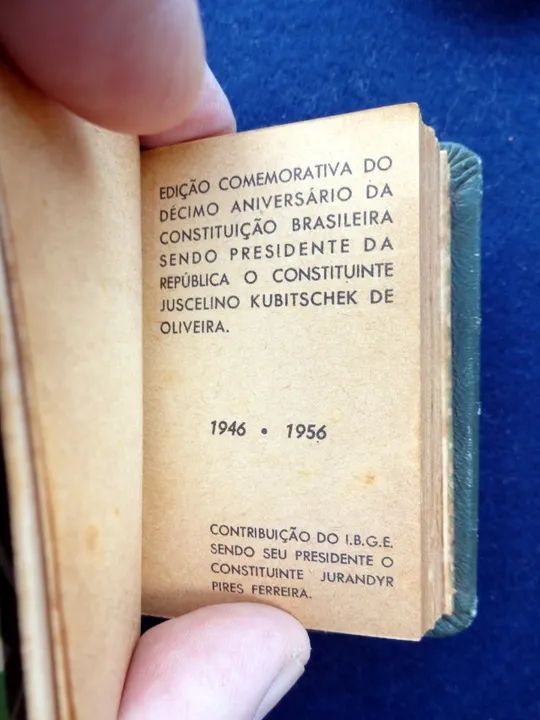 EDIÇÃO COMEMORATIVA DO
DÉCIMO ANIVERSÁRIO DA
CONSTITUIÇÃO BRASILEIRA
SENDO PRESIDENTE DA
REPÚBLICA O CONSTITUINTE
JUSCELINO KUBITSCHEK DE
OLIVEIRA.
1946 • 1956
CONTRIBUIÇÃO DO I.B.G.E.
SENDO SEU PRESIDENTE O
CONSTITUINTE JURANDYR
PIRES FERREIRA.